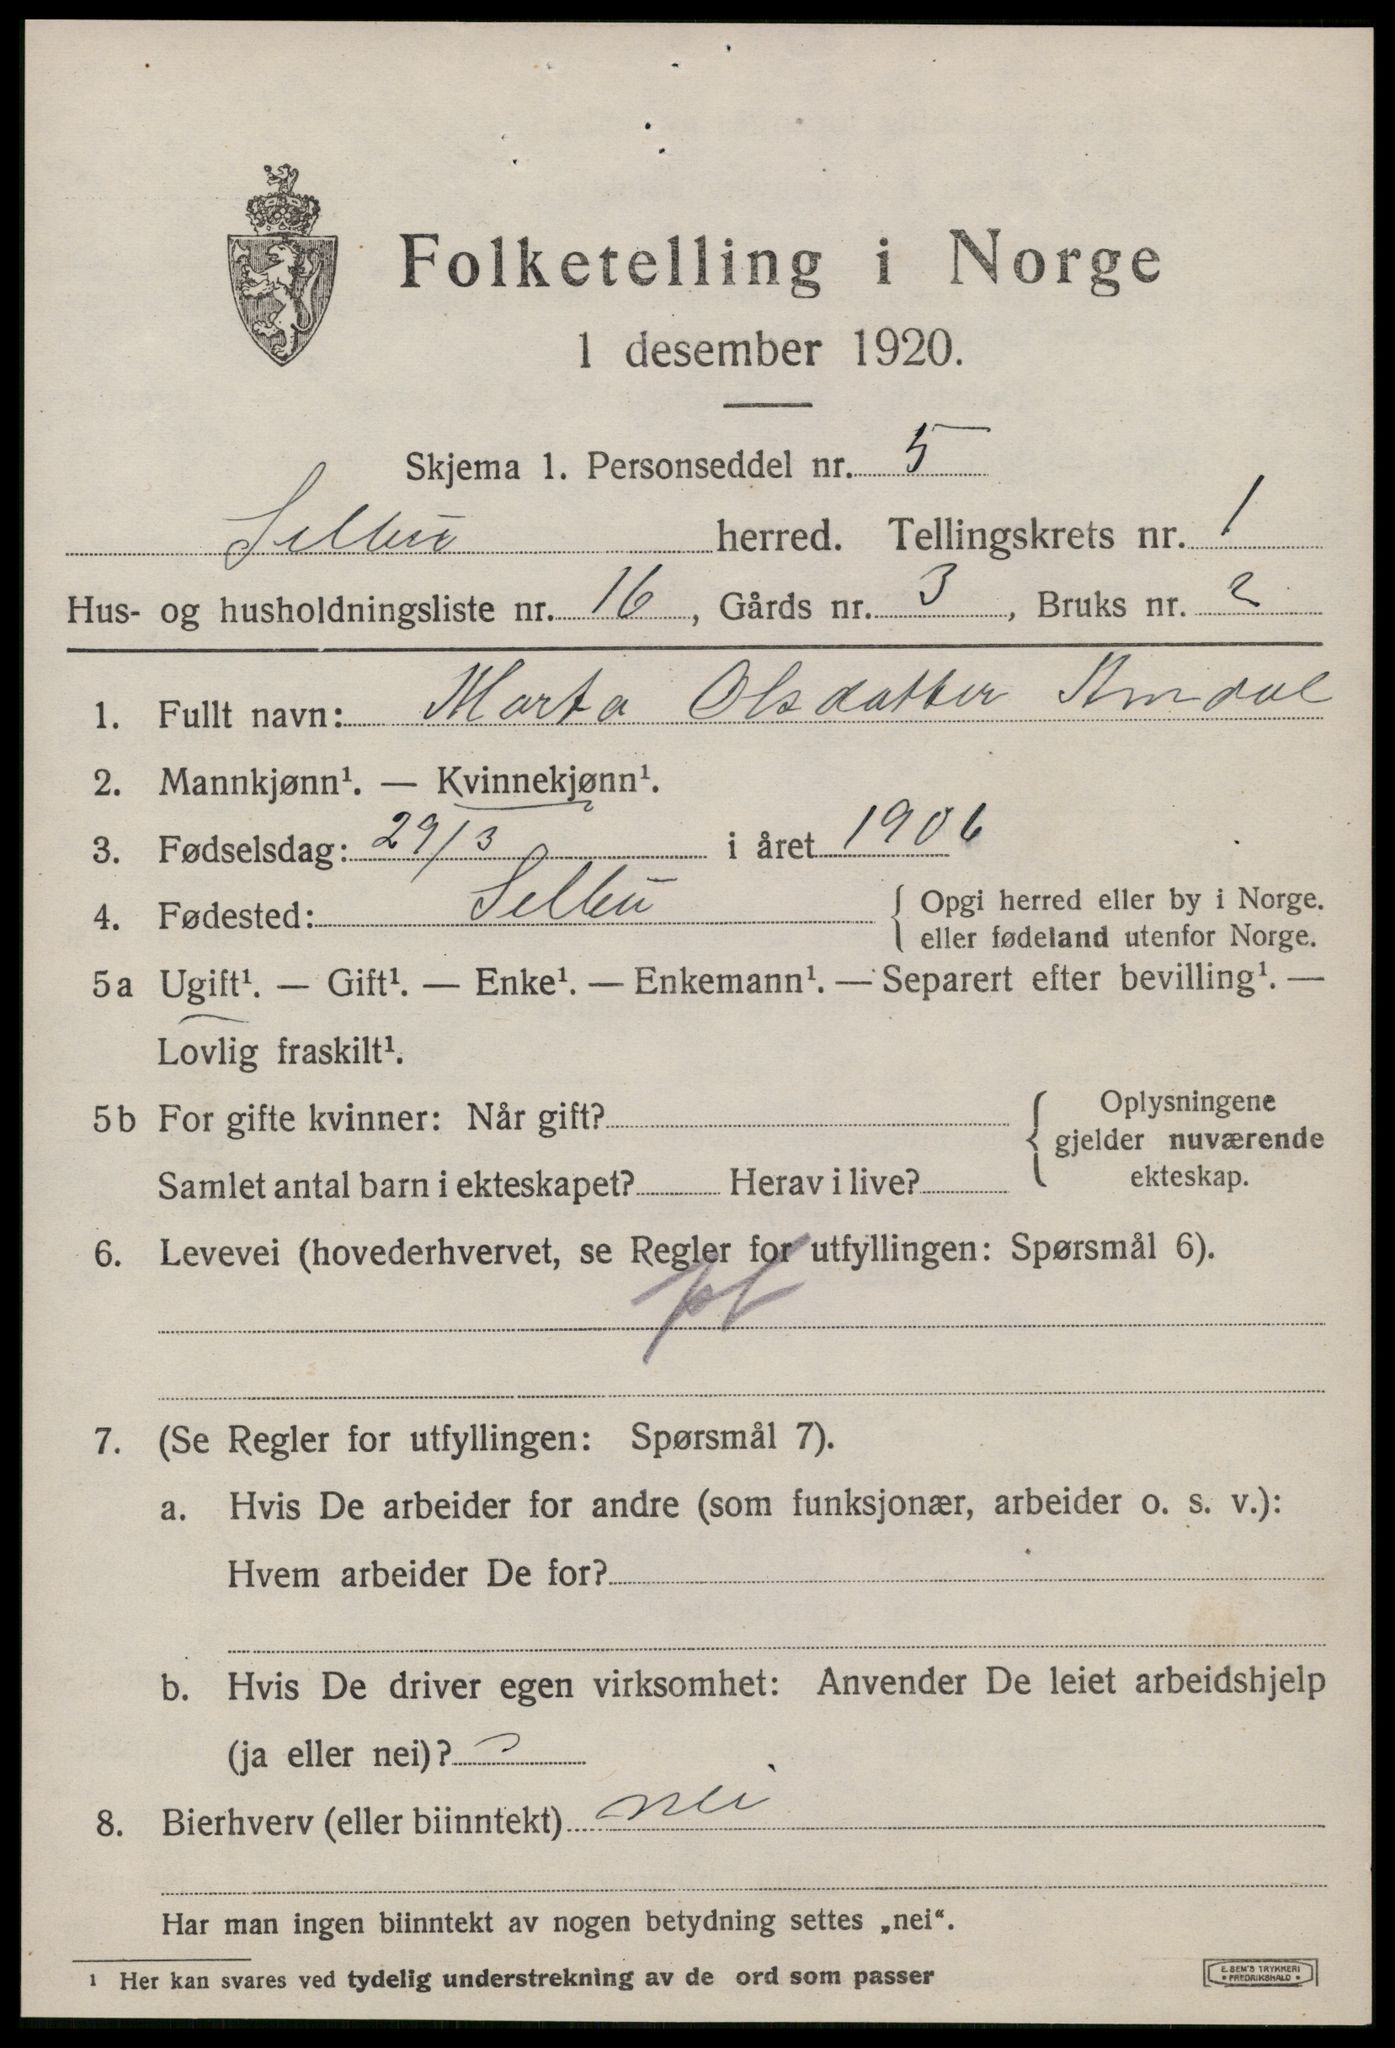 Folketelling i Norge
1 desember 1920.
Skjema 1. Personseddel nr. 5
Selbu herred. Tellingskrets nr. 1
Hus- og husholdningsliste nr. 16, Gårds nr. 3, Bruks nr. 2
1. Fullt navn: Marta Olsdatter
2. Mannkjønn¹. — Kvinnekjønn¹.
3. Fødselsdag: 29/3 i året 1906
4. Fødested: Selbu { Opgi herred eller by i Norge.
eller fødeland utenfor Norge.
5a Ugift¹. — Gift¹. — Enke¹. — Enkemann¹. — Separert efter bevilling¹. —
Lovlig fraskilt¹.
5b For gifte kvinner: Når gift? { Oplysningene
gjelder nuværende
Samlet antal barn i ekteskapet? Herav i live? ekteskap.
6. Levevei (hovederhvervet, se Regler for utfyllingen: Spørsmål 6).
7. (Se Regler for utfyllingen: Spørsmål 7).
a. Hvis De arbeider for andre (som funksjonær, arbeider o. s. v.):
Hvem arbeider De for?
b. Hvis De driver egen virksomhet: Anvender De leiet arbeidshjelp
(ja eller nei)?
8. Bierhverv (eller biinntekt) nei
Har man ingen biinntekt av nogen betydning settes „nei“.
¹ Her kan svares ved tydelig understrekning av de ord som passer
E. SEM'S TRYKKERI
• FREDRIKSHALD •